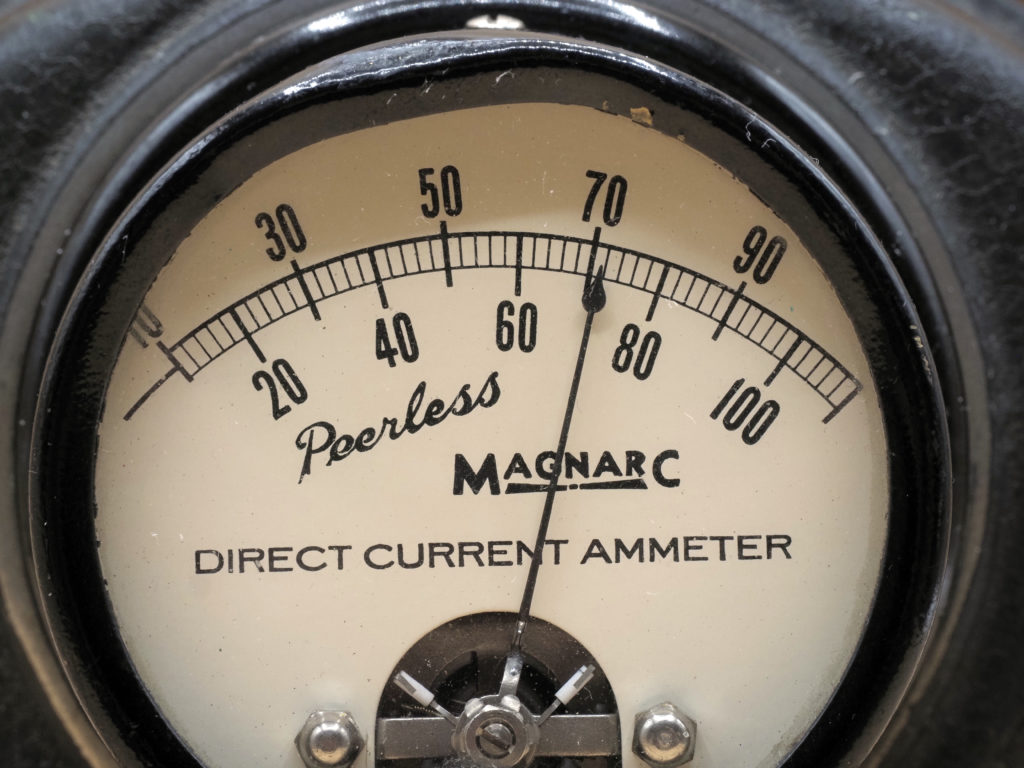 10 30 50 70 90
20 40 60 80 100
Peerless
MAGNARC
DIRECT CURRENT AMMETER